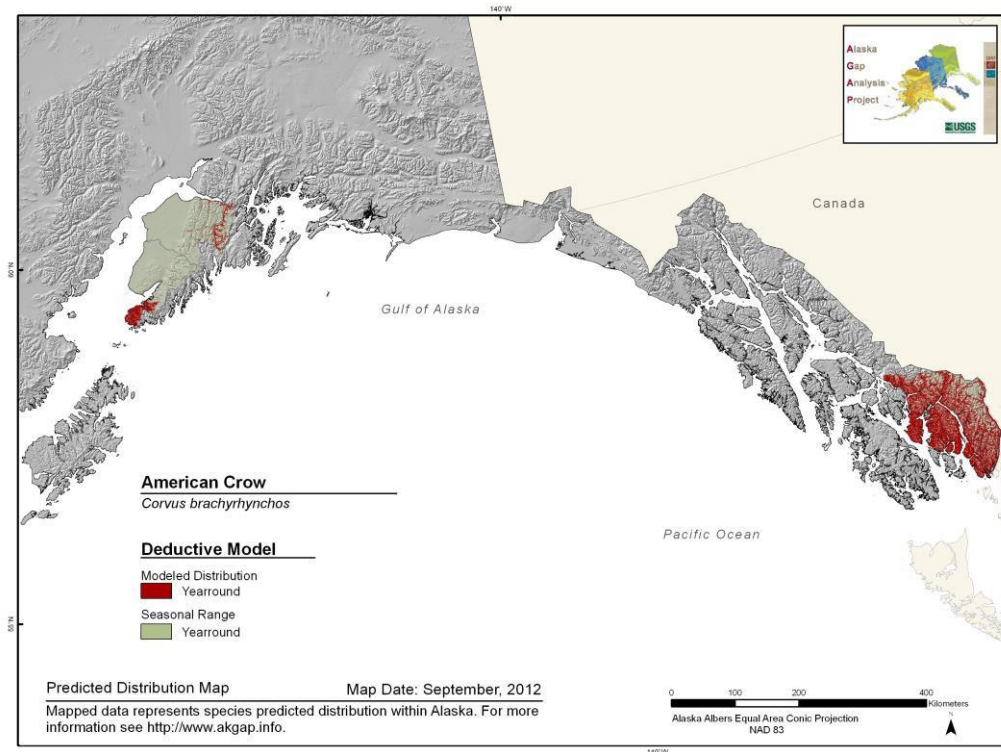 140°W
Alaska
Gap
Analysis
Project
USGS
Canada
60°N
Gulf of Alaska
American Crow
Corvus brachyrhynchos
Pacific Ocean
Deductive Model
Modeled Distribution
Yearround
Seasonal Range
Yearround
55°N
Predicted Distribution Map Map Date: September, 2012
Mapped data represents species predicted distribution within Alaska. For more
information see http://www.akgap.info.
0 100 200 400
Kilometers
Alaska Albers Equal Area Conic Projection
NAD 83
N
140°W